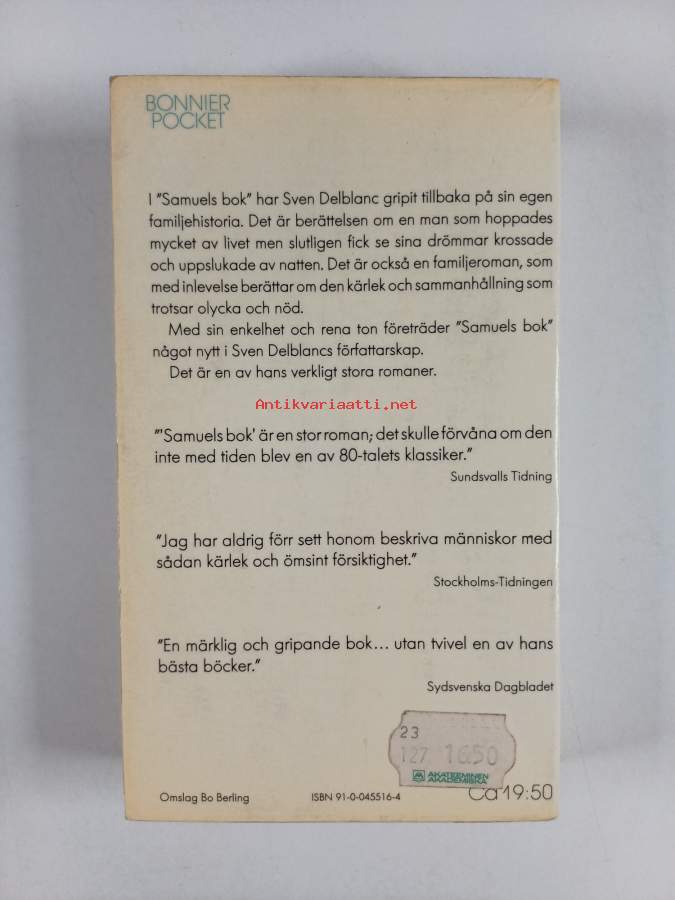 BONNIER
POCKET
I "Samuels bok" har Sven Delblanc gripit tillbaka på sin egen
familjehistoria. Det är berättelsen om en man som hoppades
mycket av livet men slutligen fick se sina drömmar krossade
och uppslukade av natten. Det är också en familjeroman, som
med inlevelse berättar om den kärlek och sammanhållning som
trotsar olycka och nöd.
Med sin enkelhet och rena ton företräder "Samuels bok"
något nytt i Sven Delblancs författarskap.
Det är en av hans verkligt stora romaner.
Antikvariaatti.net
"'Samuels bok' är en stor roman; det skulle förvåna om den
inte med tiden blev en av 80-talets klassiker."
Sundsvalls Tidning
"Jag har aldrig förr sett honom beskriva människor med
sådan kärlek och ömsint försiktighet."
Stockholms-Tidningen
"En märklig och gripande bok... utan tvivel en av hans
bästa böcker."
Sydsvenska Dagbladet
23
127 16.50
AKATEEMINEN
AKADEMISKA
Omslag Bo Berling ISBN 91-0-045516-4 Ca 19:50